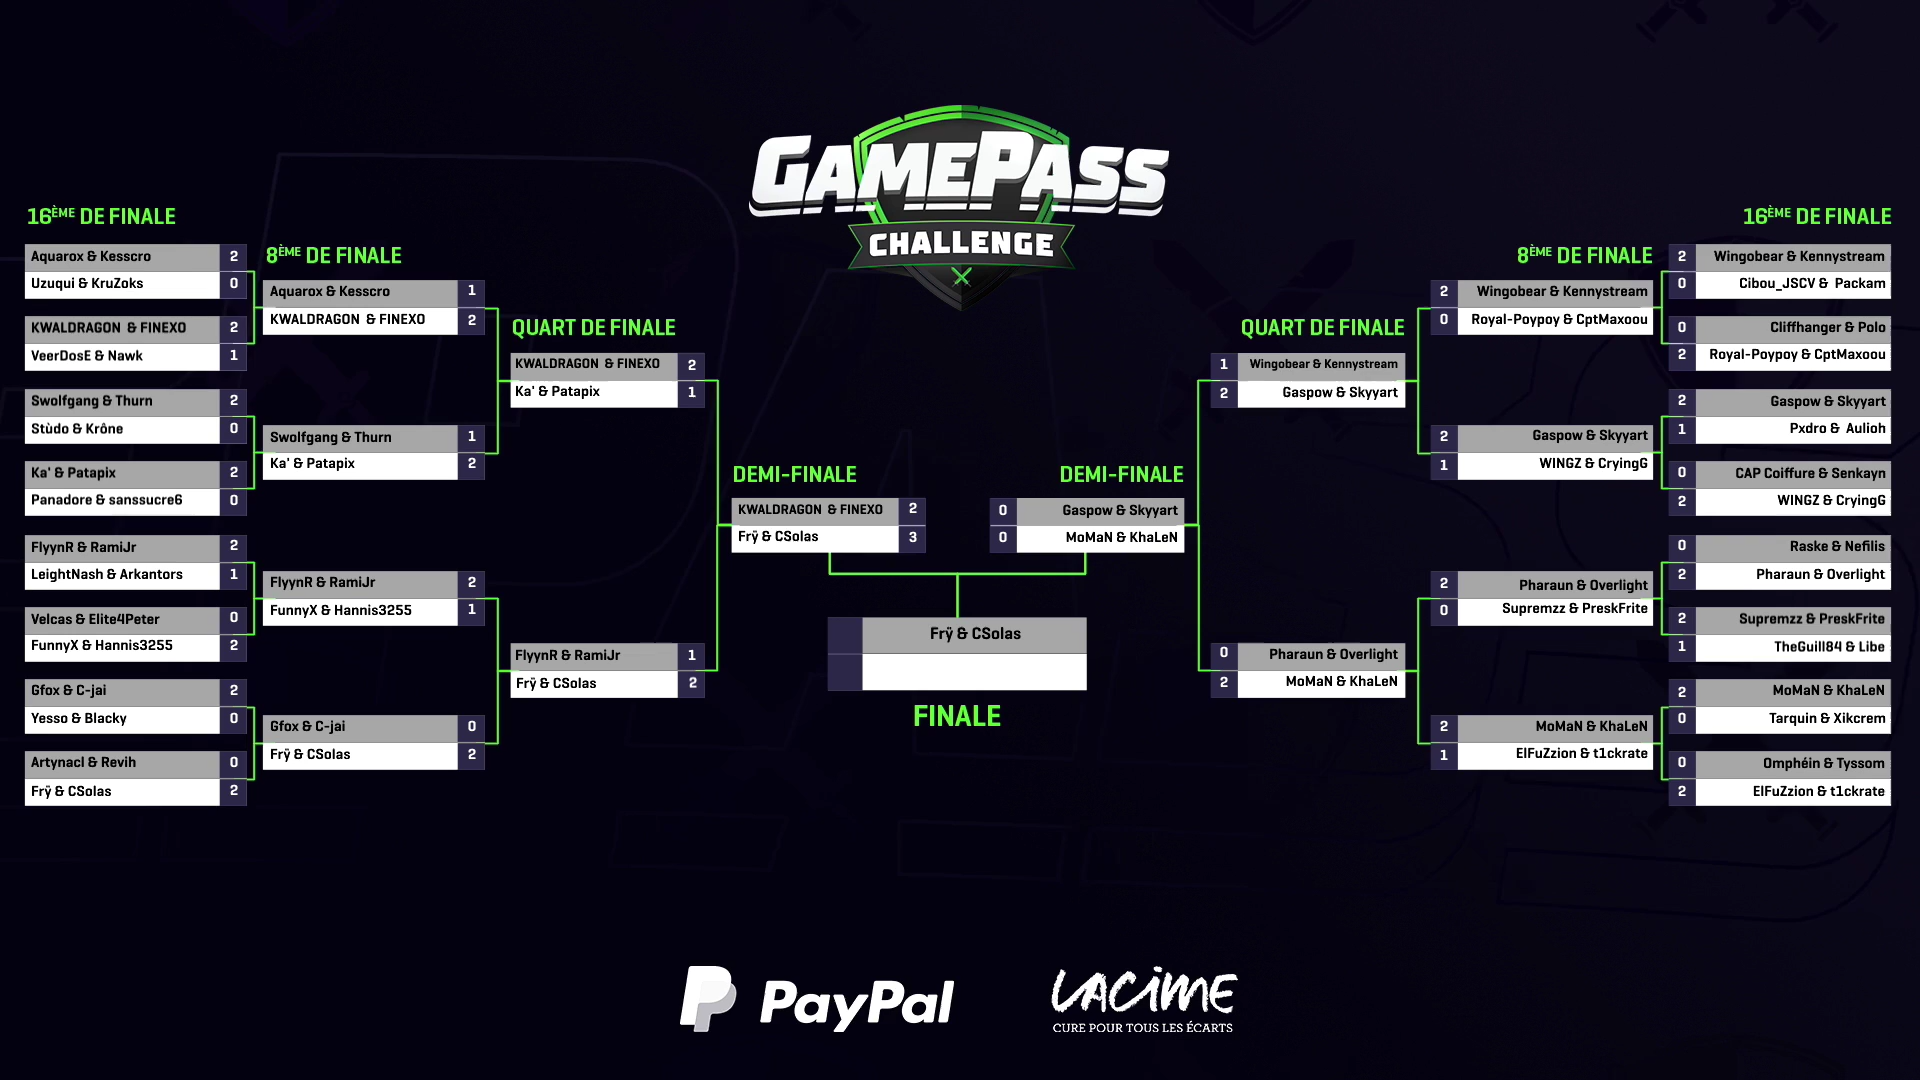 GAMEPASS
CHALLENGE
16ÈME DE FINALE
Aquarox & Kesscro 2
Uzuqui & KruZoks 0
KWALDRAGON & FINEXO 2
VeerDosE & Nawk 1
Swolfgang & Thurn 2
Stùdo & Krône 0
Ka' & Patapix 2
Panadore & sanssucre6 0
FlyynR & RamiJr 2
LeightNash & Arkantors 1
Velcas & Elite4Peter 0
FunnyX & Hannis3255 2
Gfox & C-jai 2
Yesso & Blacky 0
Artynacl & Revih 0
Frÿ & CSolas 2
8ÈME DE FINALE
Aquarox & Kesscro 1
KWALDRAGON & FINEXO 2
Swolfgang & Thurn 1
Ka' & Patapix 2
FlyynR & RamiJr 2
FunnyX & Hannis3255 1
Gfox & C-jai 0
Frÿ & CSolas 2
QUART DE FINALE
KWALDRAGON & FINEXO 2
Ka' & Patapix 1
FlyynR & RamiJr 1
Frÿ & CSolas 2
DEMI-FINALE
KWALDRAGON & FINEXO 2
Frÿ & CSolas 3
Frÿ & CSolas
FINALE
DEMI-FINALE
0 Gaspow & Skyyart
0 MoMaN & KhaLeN
QUART DE FINALE
1 Wingobear & Kennystream
2 Gaspow & Skyyart
0 Pharaun & Overlight
2 MoMaN & KhaLeN
8ÈME DE FINALE
2 Wingobear & Kennystream
0 Royal-Poypoy & CptMaxoou
2 Gaspow & Skyyart
1 WINGZ & CryingG
2 Pharaun & Overlight
0 Supremzz & PreskFrite
2 MoMaN & KhaLeN
1 ElFuZzion & t1ckrate
16ÈME DE FINALE
2 Wingobear & Kennystream
0 Cibou_JSCV & Packam
0 Cliffhanger & Polo
2 Royal-Poypoy & CptMaxoou
2 Gaspow & Skyyart
1 Pxdro & Aulioh
0 CAP Coiffure & Senkayn
2 WINGZ & CryingG
0 Raske & Nefilis
2 Pharaun & Overlight
2 Supremzz & PreskFrite
1 TheGuill84 & Libe
2 MoMaN & KhaLeN
0 Tarquin & Xikcrem
0 Omphéin & Tyssom
2 ElFuZzion & t1ckrate
PayPal
LACIME
CURE POUR TOUS LES ÉCARTS